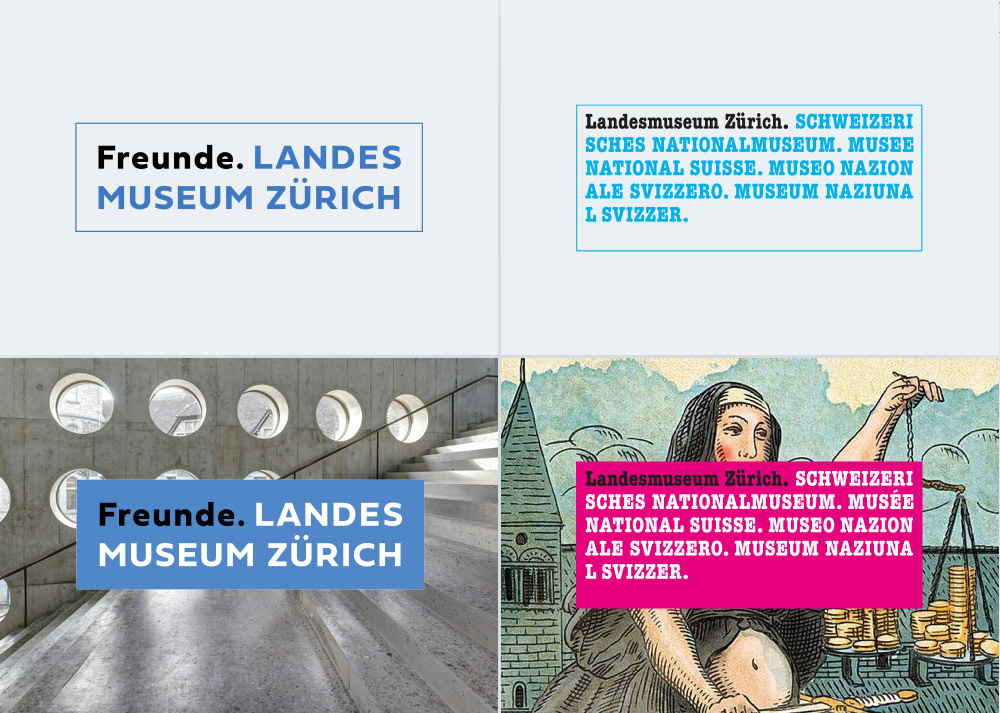 Freunde. LANDES
MUSEUM ZÜRICH
Landesmuseum Zürich. SCHWEIZERI
SCHES NATIONALMUSEUM. MUSEE
NATIONAL SUISSE. MUSEO NAZION
ALE SVIZZERO. MUSEUM NAZIUNA
L SVIZZER.
Freunde. LANDES
MUSEUM ZÜRICH
Landesmuseum Zürich. SCHWEIZERI
SCHES NATIONALMUSEUM. MUSÉE
NATIONAL SUISSE. MUSEO NAZION
ALE SVIZZERO. MUSEUM NAZIUNA
L SVIZZER.